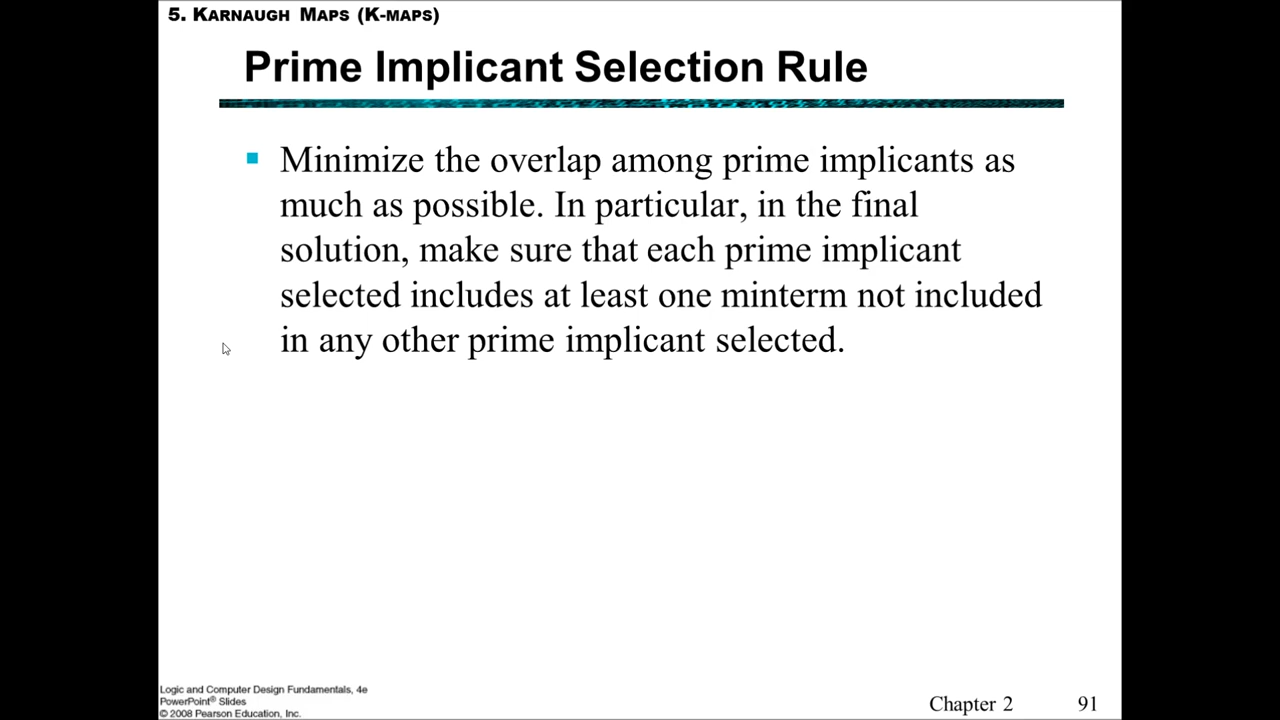 5. KARNAUGH MAPS (K-MAPS)
Prime Implicant Selection Rule
Minimize the overlap among prime implicants as
much as possible. In particular, in the final
solution, make sure that each prime implicant
selected includes at least one minterm not included
in any other prime implicant selected.
Logic and Computer Design Fundamentals, 4e
PowerPoint® Slides
© 2008 Pearson Education, Inc.
Chapter 2 91